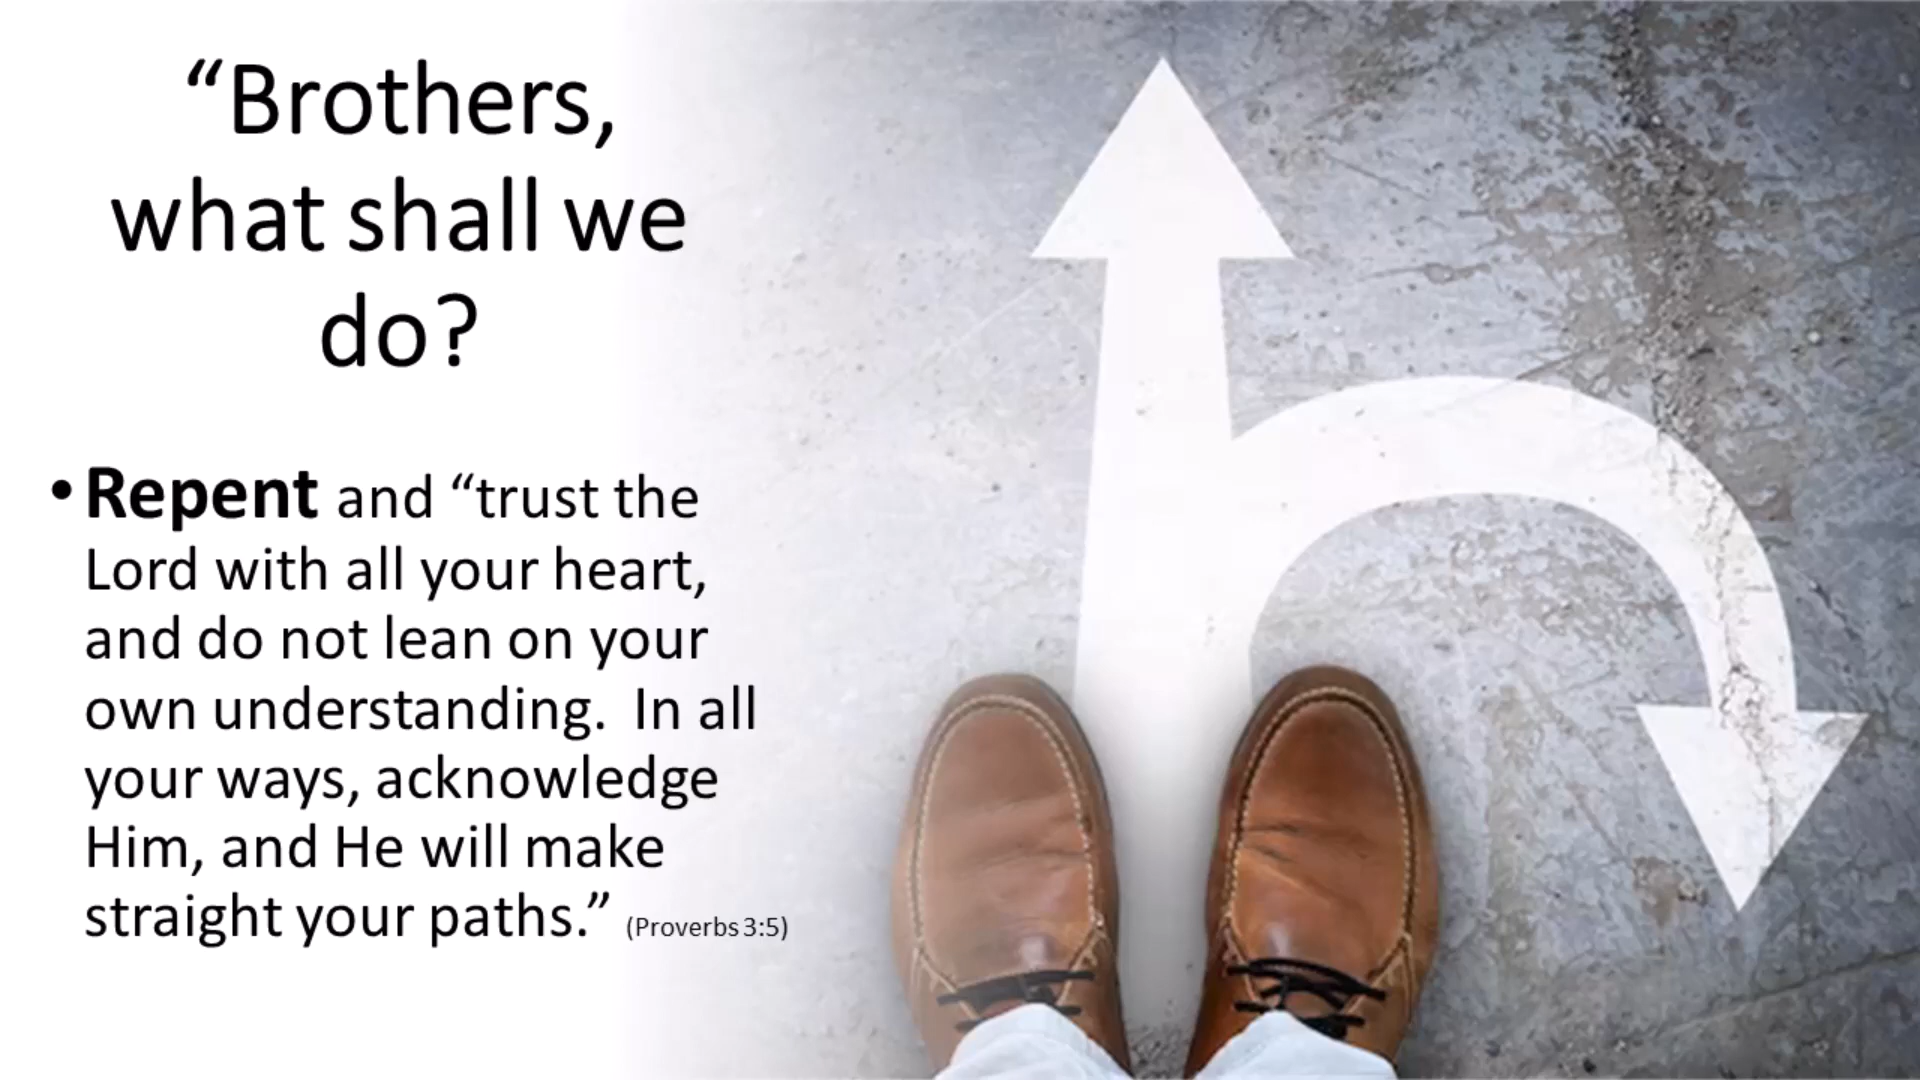 “Brothers,
what shall we
do?
•Repent and “trust the
Lord with all your heart,
and do not lean on your
own understanding.  In all
your ways, acknowledge
Him, and He will make
straight your paths.” (Proverbs 3:5)